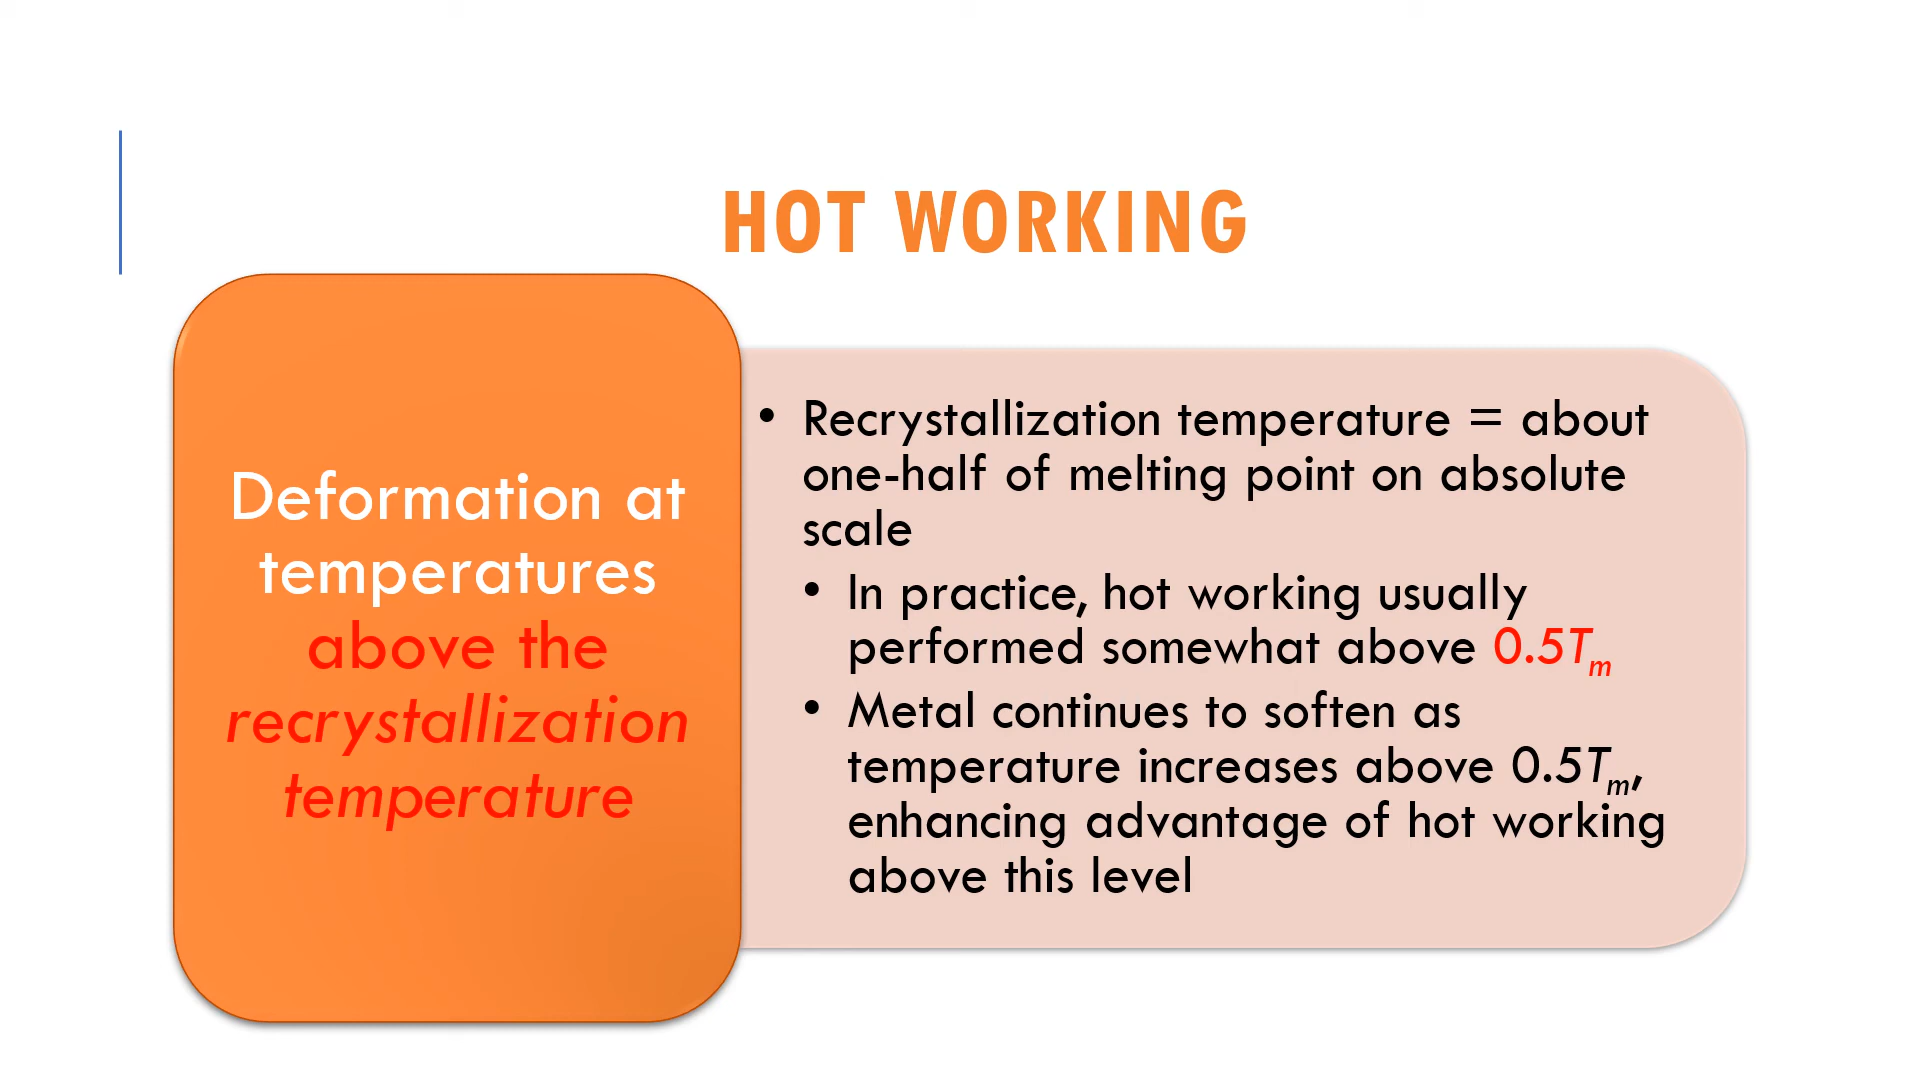 HOT WORKING
Deformation at
temperatures
above the
recrystallization
temperature
• Recrystallization temperature = about
one-half of melting point on absolute
scale
• In practice, hot working usually
performed somewhat above 0.5Tm
• Metal continues to soften as
temperature increases above 0.5Tm,
enhancing advantage of hot working
above this level